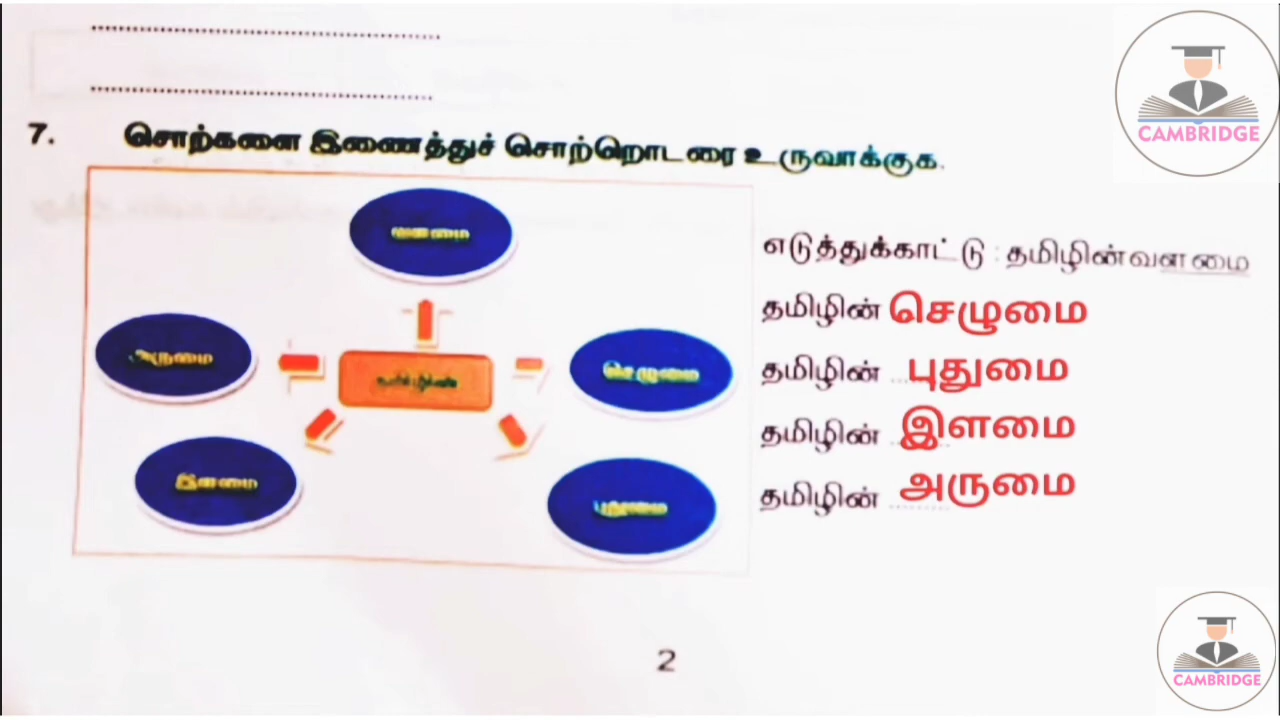 CAMBRIDGE
7. சொற்களை இணைத்துச் சொற்றொடரை உருவாக்குக.
வளமை
அருமை
தமிழின்
செழுமை
இளமை
புதுமை
எடுத்துக்காட்டு : தமிழின் வளமை
தமிழின் செழுமை
தமிழின் புதுமை
தமிழின் இளமை
தமிழின் அருமை
2
CAMBRIDGE